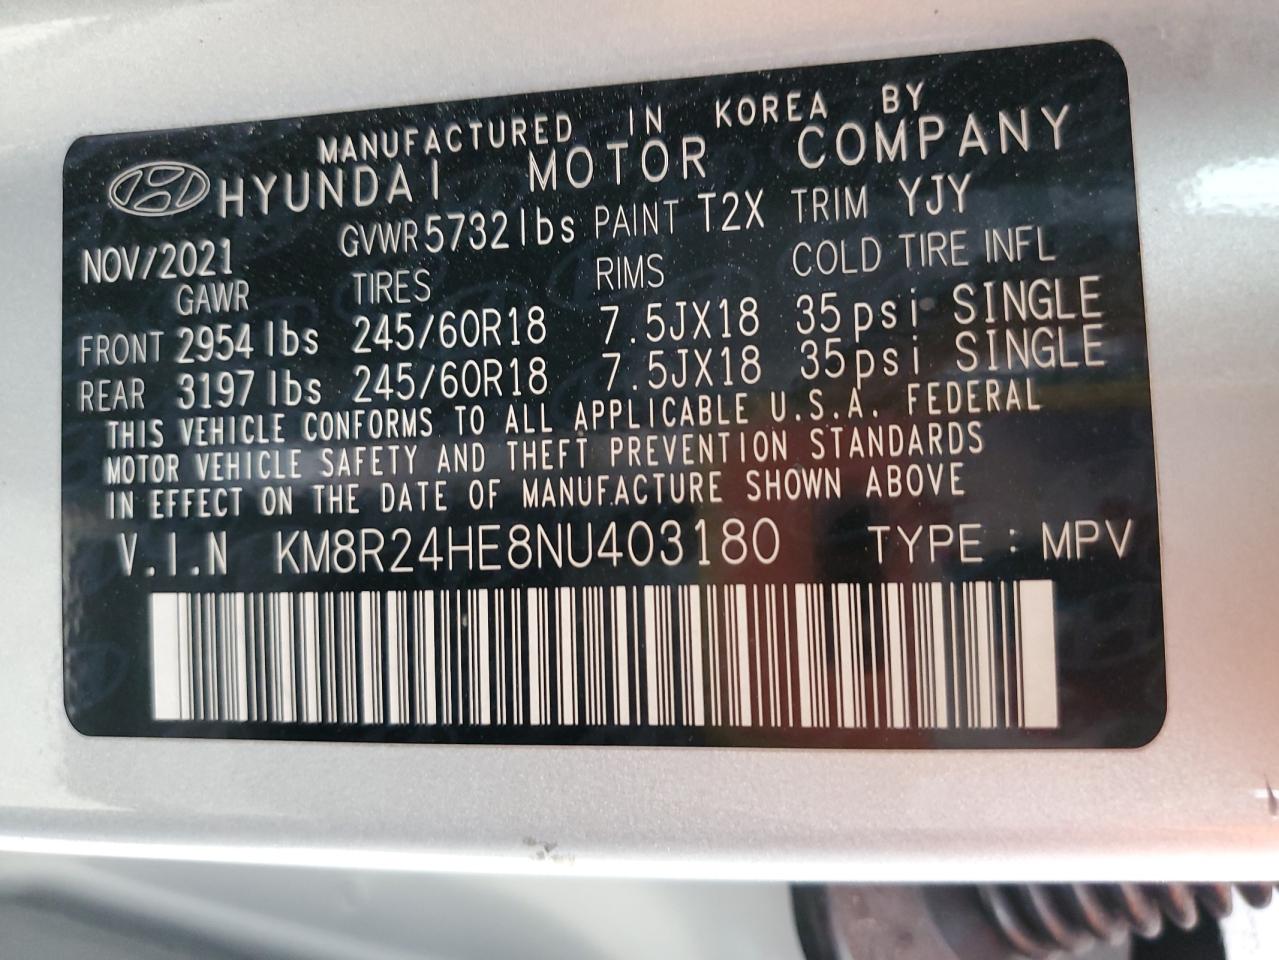 MANUFACTURED IN KOREA BY
HYUNDAI MOTOR COMPANY
NOV/2021 GVWR 5732 lbs PAINT T2X TRIM YJY
GAWR TIRES RIMS COLD TIRE INFL
FRONT 2954 lbs 245/60R18 7.5JX18 35psi SINGLE
REAR 3197 lbs 245/60R18 7.5JX18 35psi SINGLE
THIS VEHICLE CONFORMS TO ALL APPLICABLE U.S.A. FEDERAL
MOTOR VEHICLE SAFETY AND THEFT PREVENTION STANDARDS
IN EFFECT ON THE DATE OF MANUFACTURE SHOWN ABOVE
V.I.N KM8R24HE8NU403180 TYPE : MPV